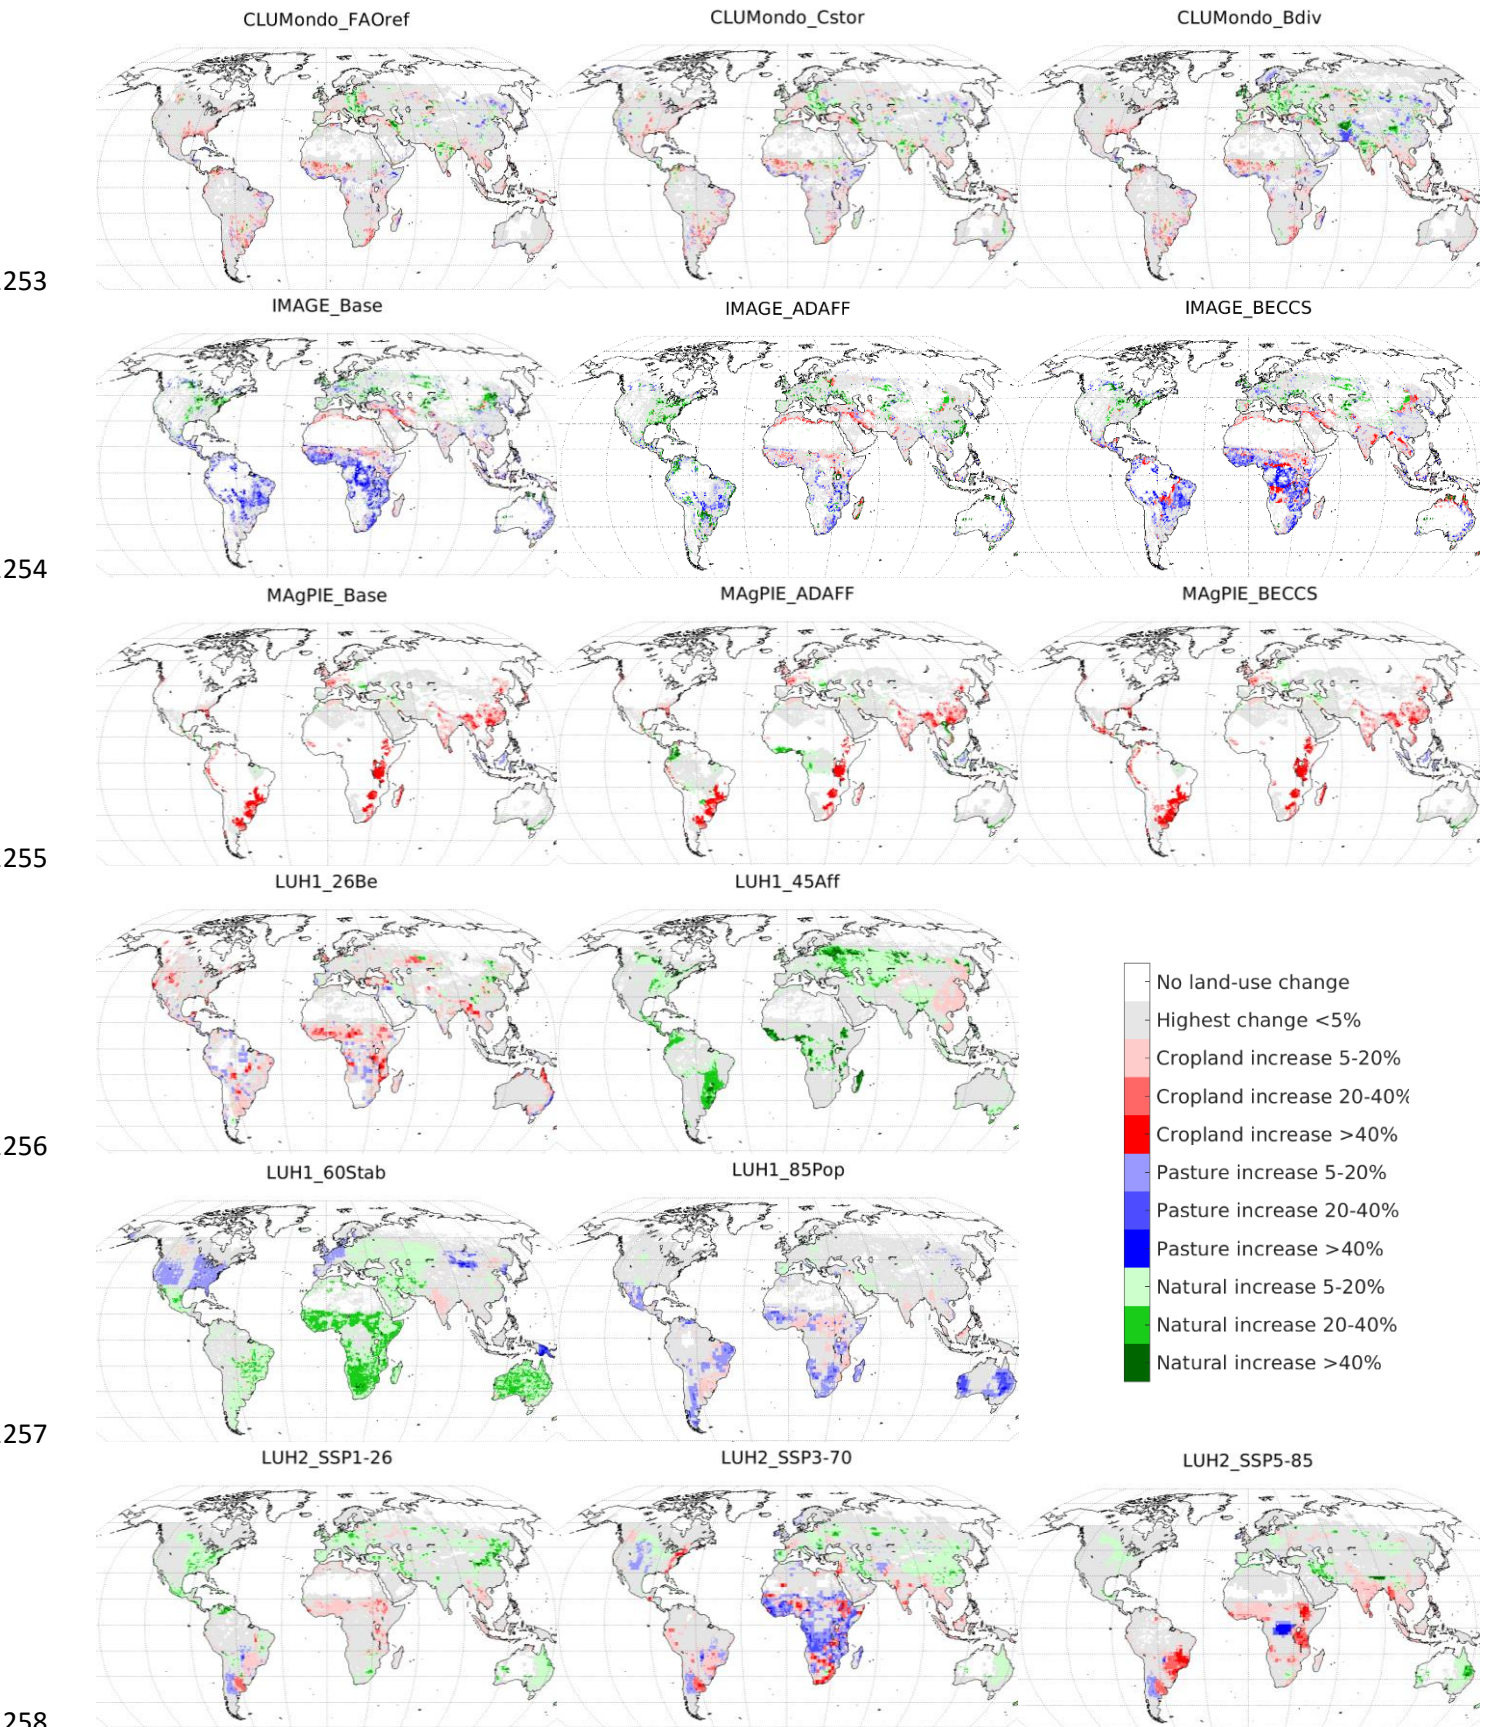 CLUMondo_FAOref
CLUMondo_Cstor
CLUMondo_Bdiv
253
IMAGE_Base
IMAGE_ADAFF
IMAGE_BECCS
254
MAgPIE_Base
MAgPIE_ADAFF
MAgPIE_BECCS
255
LUH1_26Be
LUH1_45Aff
256
No land-use change
Highest change <5%
Cropland increase 5-20%
Cropland increase 20-40%
Cropland increase >40%
Pasture increase 5-20%
Pasture increase 20-40%
Pasture increase >40%
Natural increase 5-20%
Natural increase 20-40%
Natural increase >40%
LUH1_60Stab
LUH1_85Pop
257
LUH2_SSP1-26
LUH2_SSP3-70
LUH2_SSP5-85
258